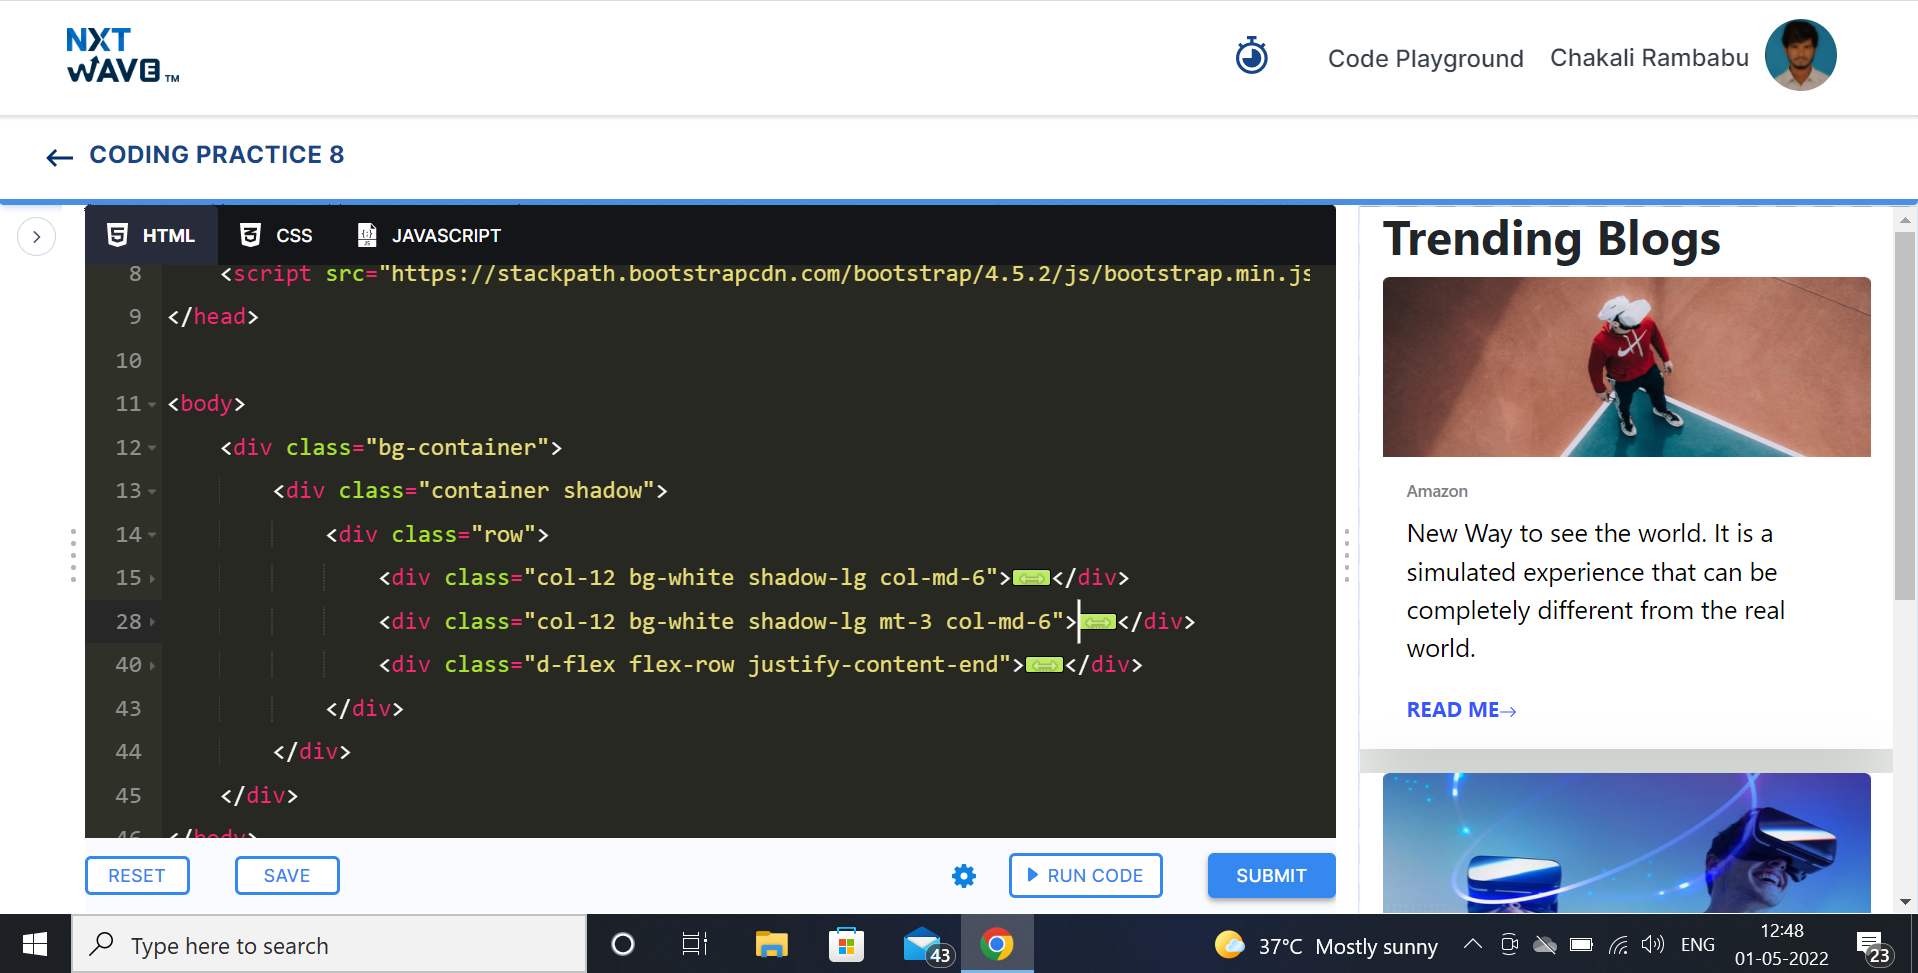 NXT
WAVE TM
Code Playground Chakali Rambabu
CODING PRACTICE 8
HTML CSS JAVASCRIPT
8 <script src="https://stackpath.bootstrapcdn.com/bootstrap/4.5.2/js/bootstrap.min.js
9 </head>
10
11 <body>
12 <div class="bg-container">
13 <div class="container shadow">
14 <div class="row">
15 <div class="col-12 bg-white shadow-lg col-md-6"></div>
28 <div class="col-12 bg-white shadow-lg mt-3 col-md-6"></div>
40 <div class="d-flex flex-row justify-content-end"></div>
43 </div>
44 </div>
45 </div>
46 </body>
RESET SAVE RUN CODE SUBMIT
Trending Blogs
Amazon
New Way to see the world. It is a
simulated experience that can be
completely different from the real
world.
READ ME→
Type here to search
43
37°C Mostly sunny
ENG
12:48
01-05-2022
23